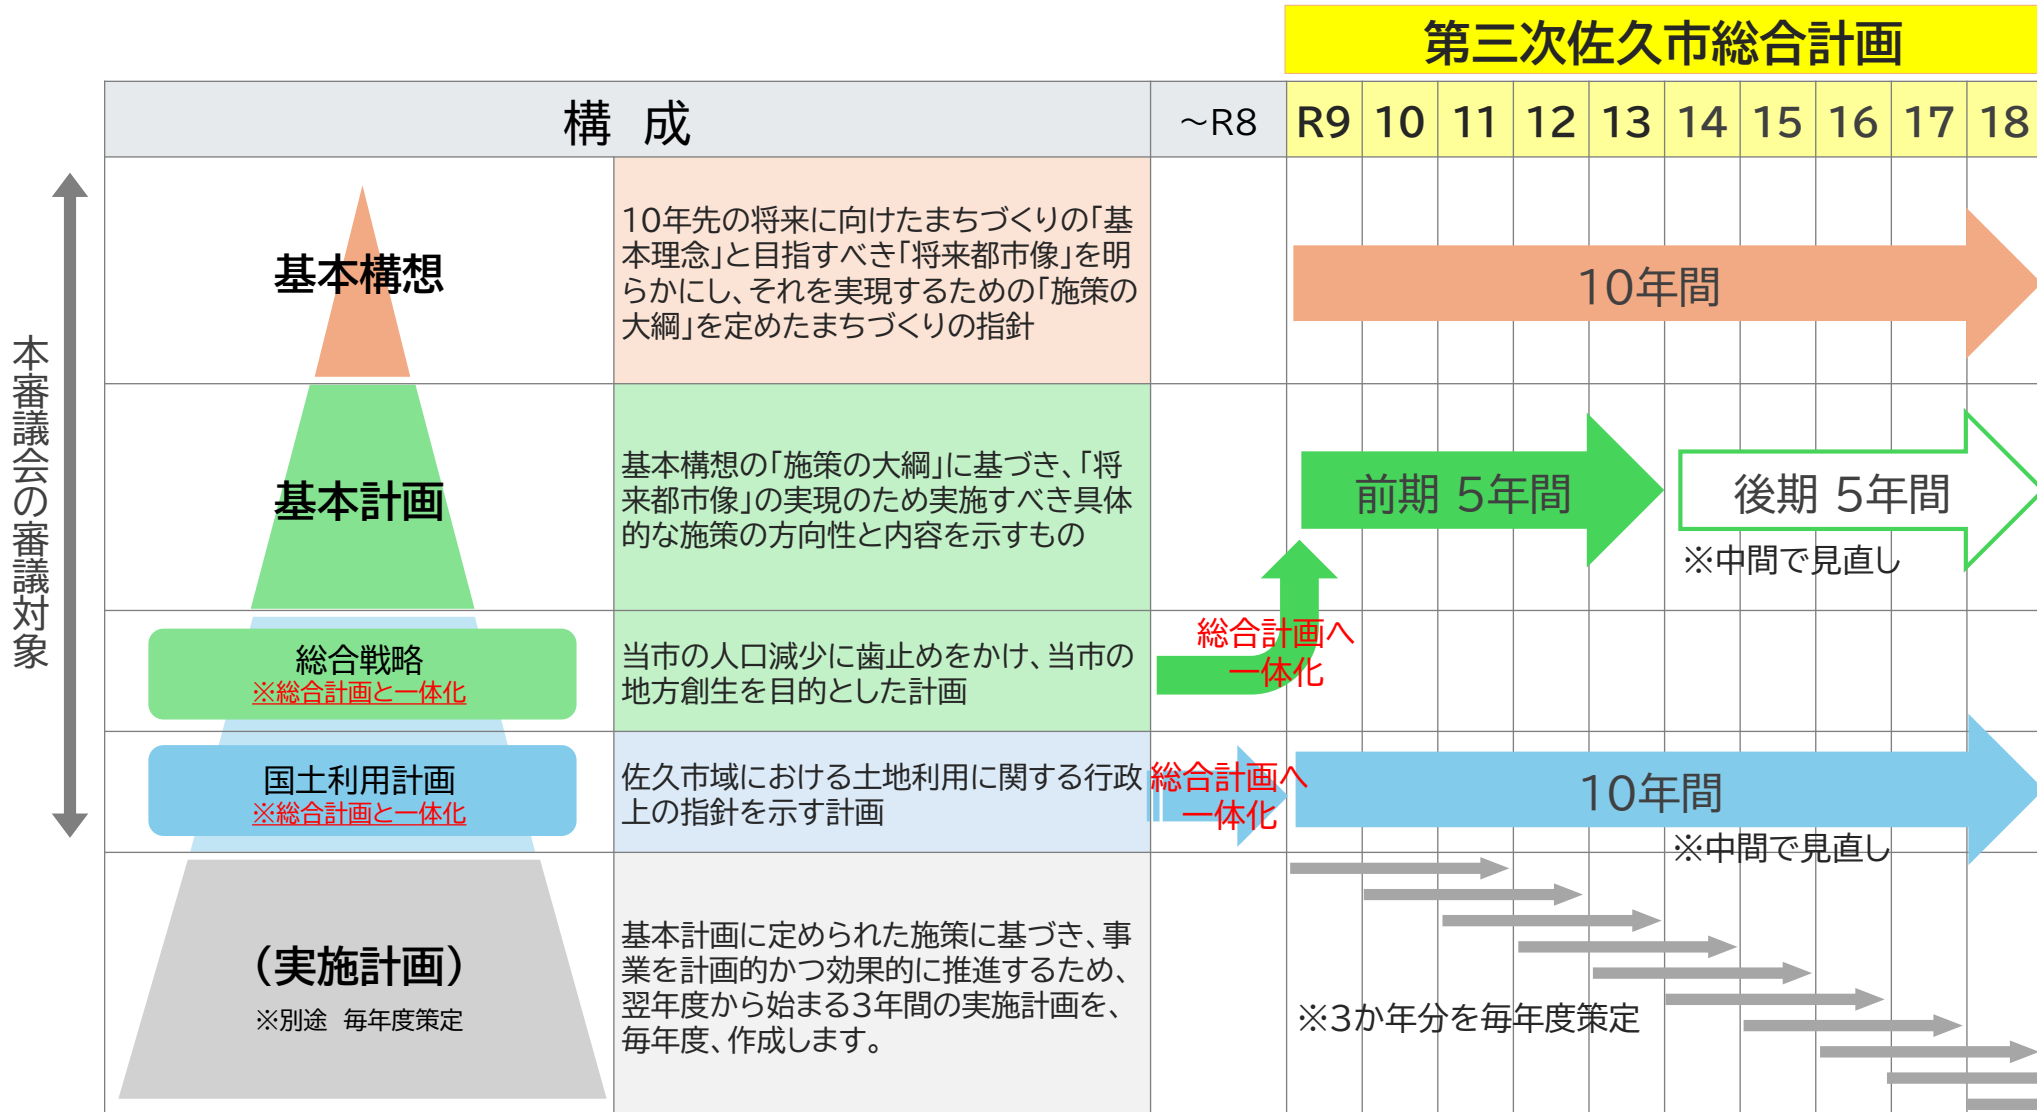 第三次佐久市総合計画
構 成
～R8
R9
10
11
12
13
14
15
16
17
18
本審議会の審議対象
基本構想
10年先の将来に向けたまちづくりの「基
本理念」と目指すべき「将来都市像」を明
らかにし、それを実現するための「施策の
大綱」を定めたまちづくりの指針
10年間
基本計画
基本構想の「施策の大綱」に基づき、「将
来都市像」の実現のため実施すべき具体
的な施策の方向性と内容を示すもの
前期 5年間
後期 5年間
※中間で見直し
総合戦略
※総合計画と一体化
当市の人口減少に歯止めをかけ、当市の
地方創生を目的とした計画
総合計画へ
一体化
国土利用計画
※総合計画と一体化
佐久市域における土地利用に関する行政
上の指針を示す計画
総合計画へ
一体化
10年間
※中間で見直し
（実施計画）
※別途 毎年度策定
基本計画に定められた施策に基づき、事
業を計画的かつ効果的に推進するため、
翌年度から始まる3年間の実施計画を、
毎年度、作成します。
※3か年分を毎年度策定